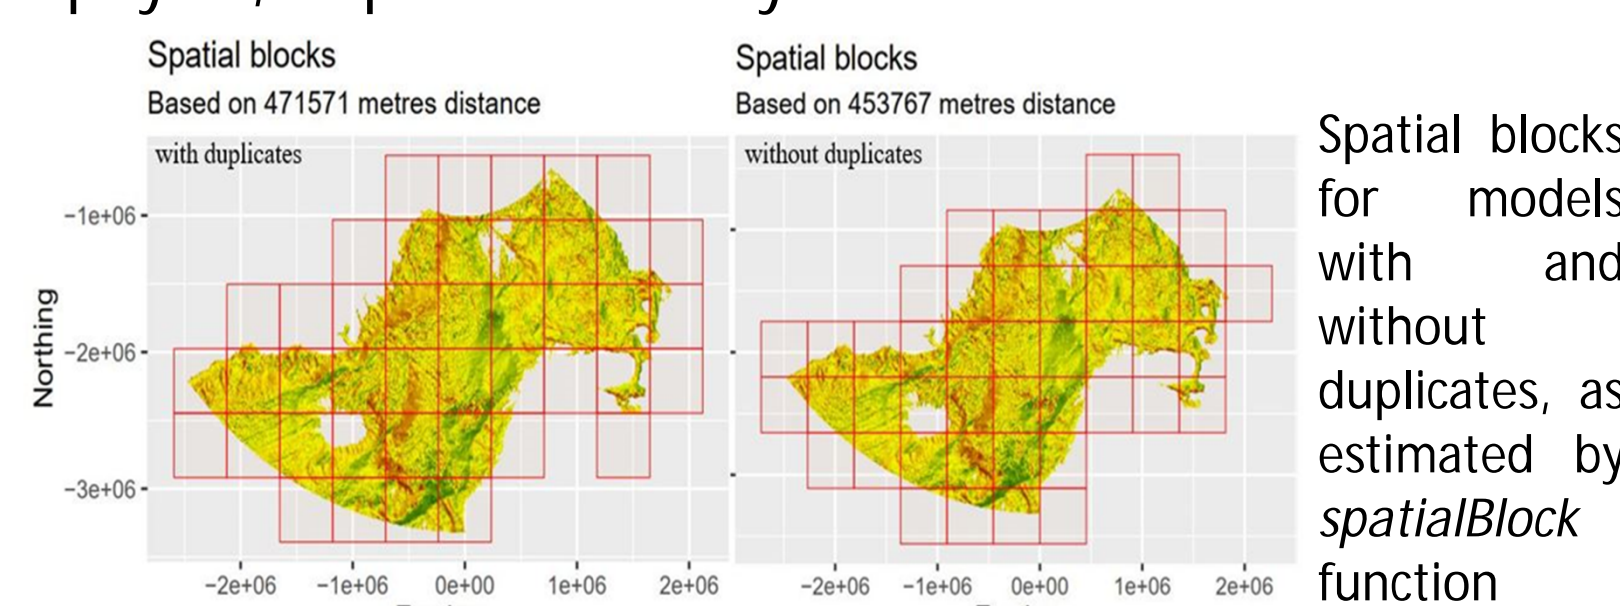 Spatial blocks
Based on 471571 metres distance
with duplicates
Northing
−1e+06
−2e+06
−3e+06
−2e+06 −1e+06 0e+00 1e+06 2e+06
Spatial blocks
Based on 453767 metres distance
without duplicates
−2e+06 −1e+06 0e+00 1e+06 2e+06
Spatial blocks
for models
with and
without
duplicates, as
estimated by
spatialBlock
function